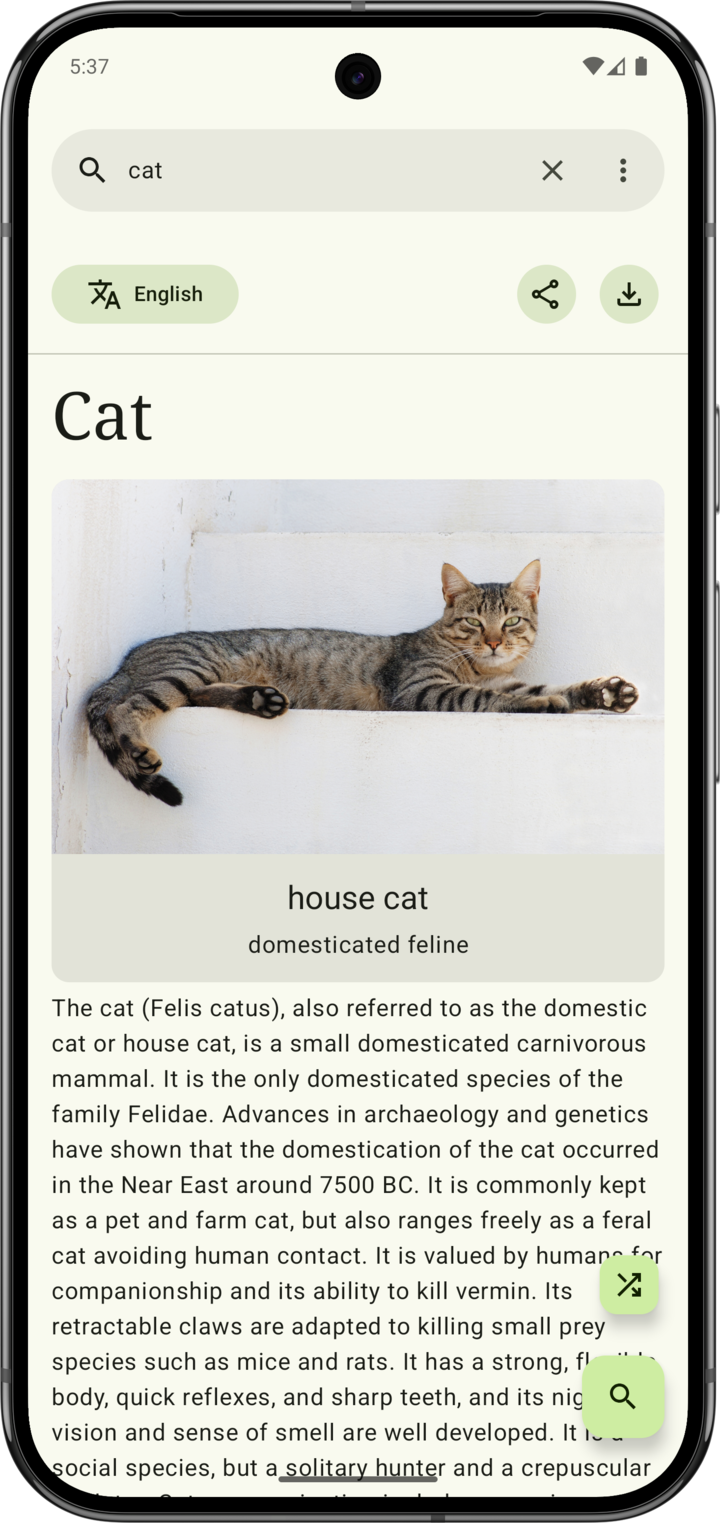 5:37
cat
English
Cat
house cat
domesticated feline
The cat (Felis catus), also referred to as the domestic
cat or house cat, is a small domesticated carnivorous
mammal. It is the only domesticated species of the
family Felidae. Advances in archaeology and genetics
have shown that the domestication of the cat occurred
in the Near East around 7500 BC. It is commonly kept
as a pet and farm cat, but also ranges freely as a feral
cat avoiding human contact. It is valued by humans for
companionship and its ability to kill vermin. Its
retractable claws are adapted to killing small prey
species such as mice and rats. It has a strong,
body, quick reflexes, and sharp teeth, and its
vision and sense of smell are well developed. It is a
social species, but a solitary hunter and a crepuscular